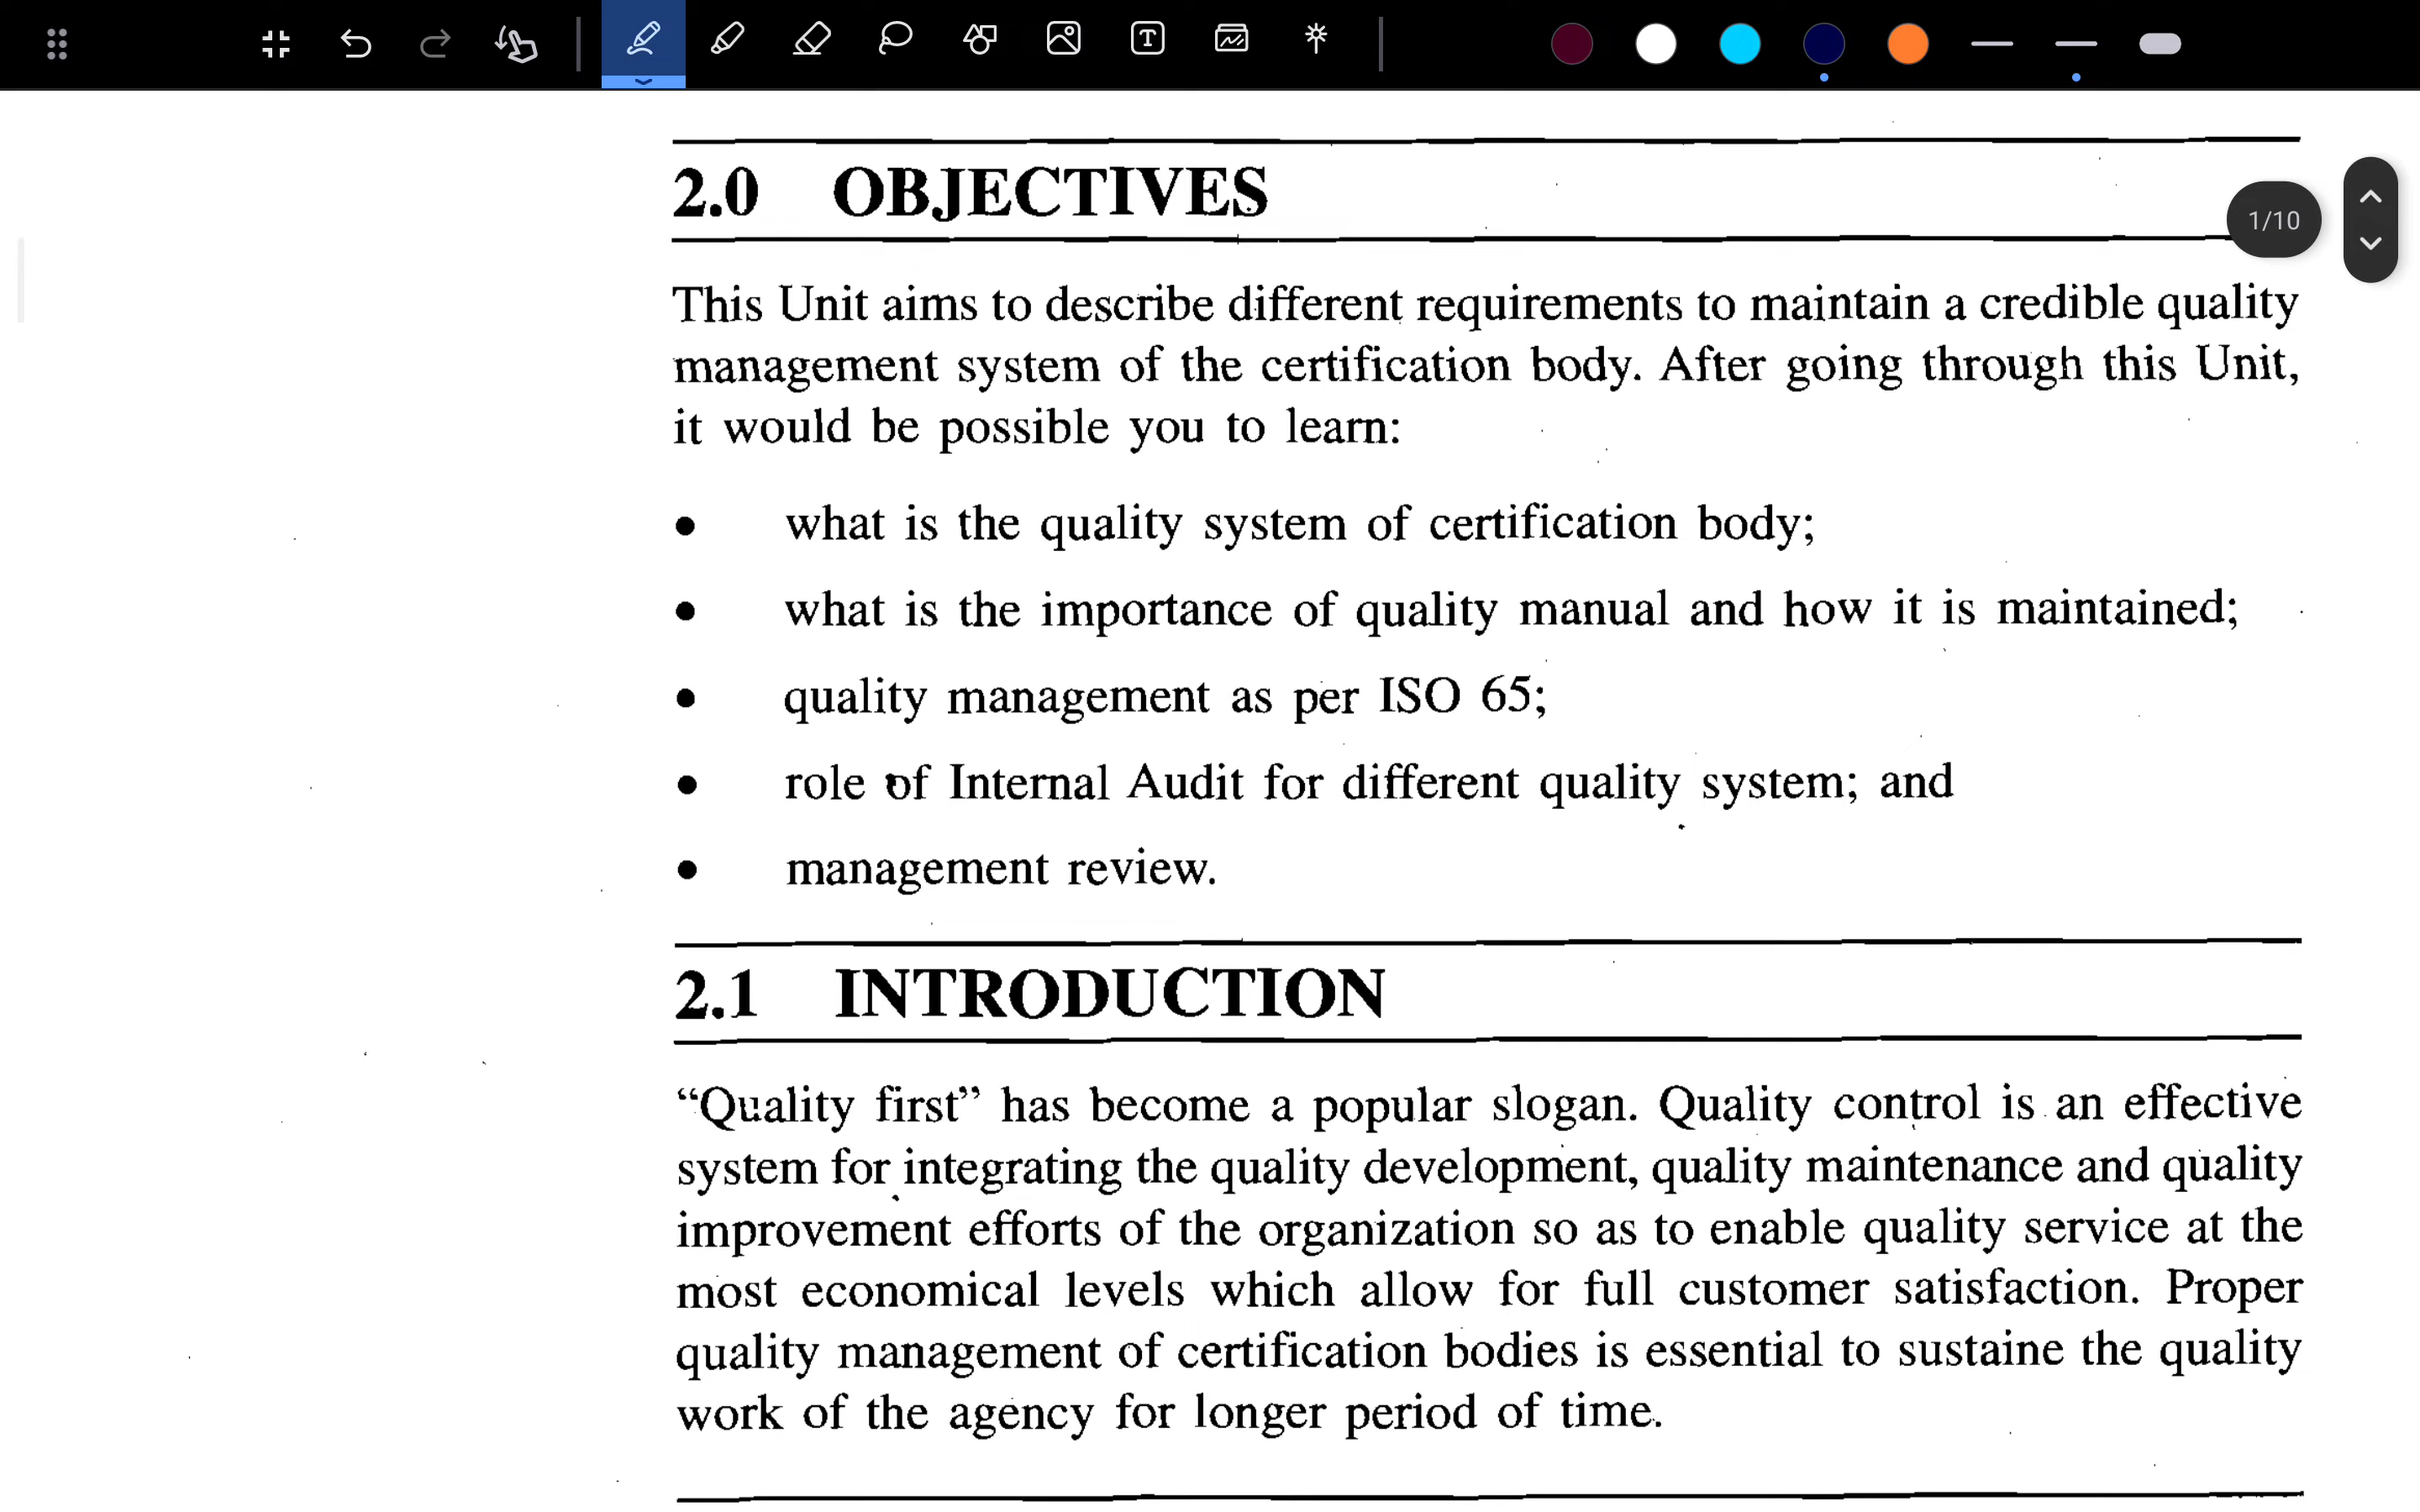 2.0 OBJECTIVES
1/10
This Unit aims to describe different requirements to maintain a credible quality
management system of the certification body. After going through this Unit,
it would be possible you to learn:
• what is the quality system of certification body;
• what is the importance of quality manual and how it is maintained;
• quality management as per ISO 65;
• role of Internal Audit for different quality system; and
• management review.
2.1 INTRODUCTION
“Quality first” has become a popular slogan. Quality control is an effective
system for integrating the quality development, quality maintenance and quality
improvement efforts of the organization so as to enable quality service at the
most economical levels which allow for full customer satisfaction. Proper
quality management of certification bodies is essential to sustaine the quality
work of the agency for longer period of time.